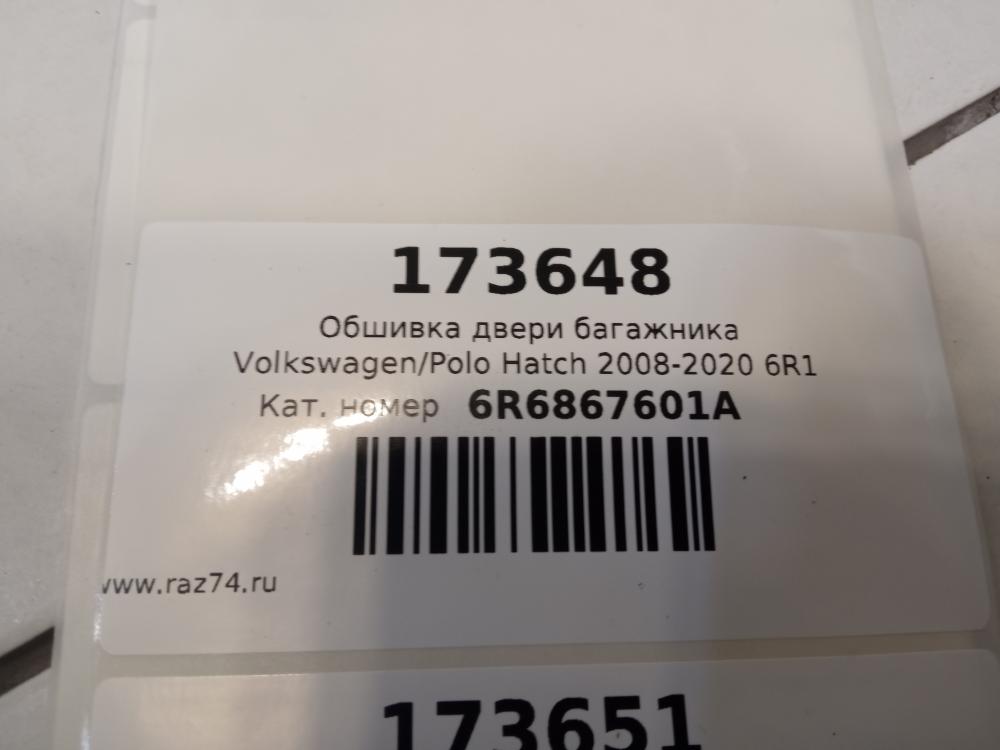 173648
Обшивка двери багажника
Volkswagen/Polo Hatch 2008-2020 6R1
Кат. номер 6R6867601A
www.raz74.ru
173651